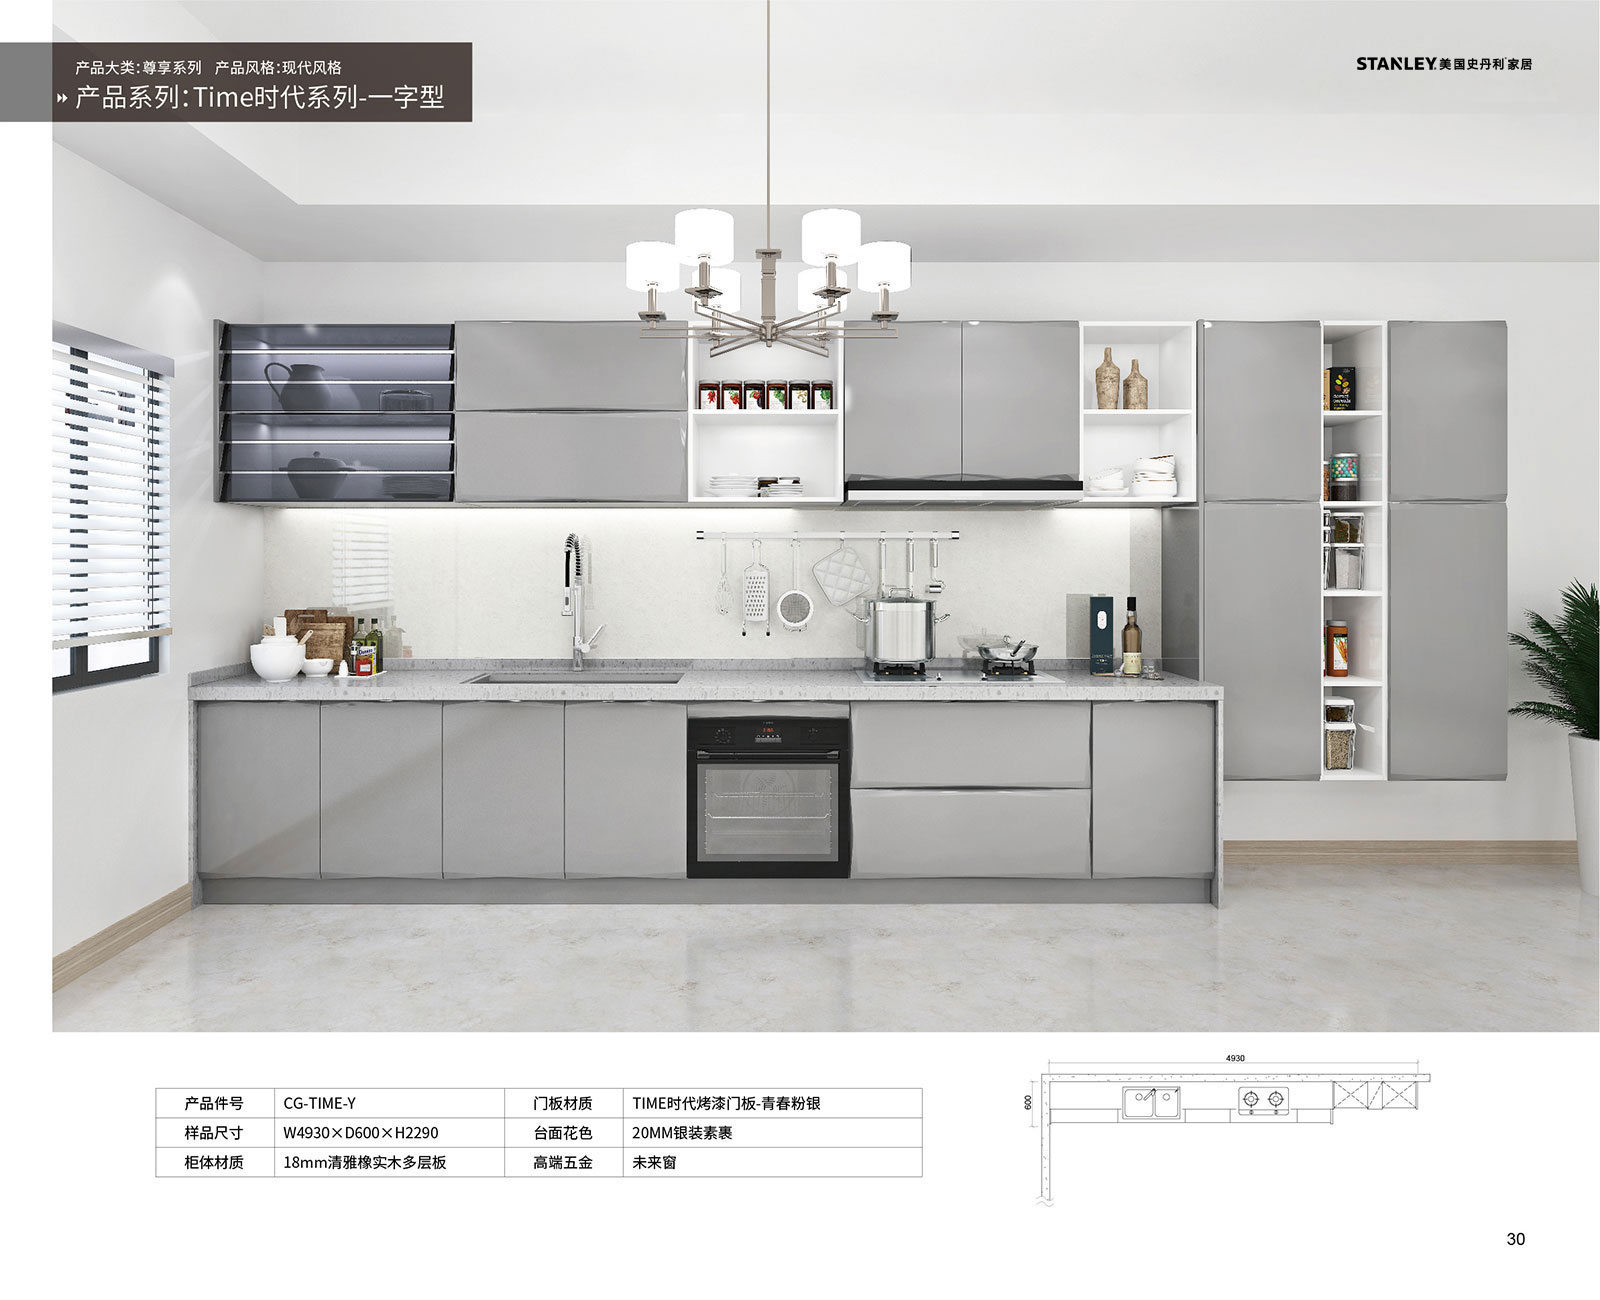 产品大类:尊享系列 产品风格:现代风格
产品系列:Time时代系列-一字型
STANLEY.美国史丹利家居
4930
600
产品件号 CG-TIME-Y 门板材质 TIME时代烤漆门板-青春粉银
样品尺寸 W4930×D600×H2290 台面花色 20MM银装素裹
柜体材质 18mm清雅橡实木多层板 高端五金 未来窗
30